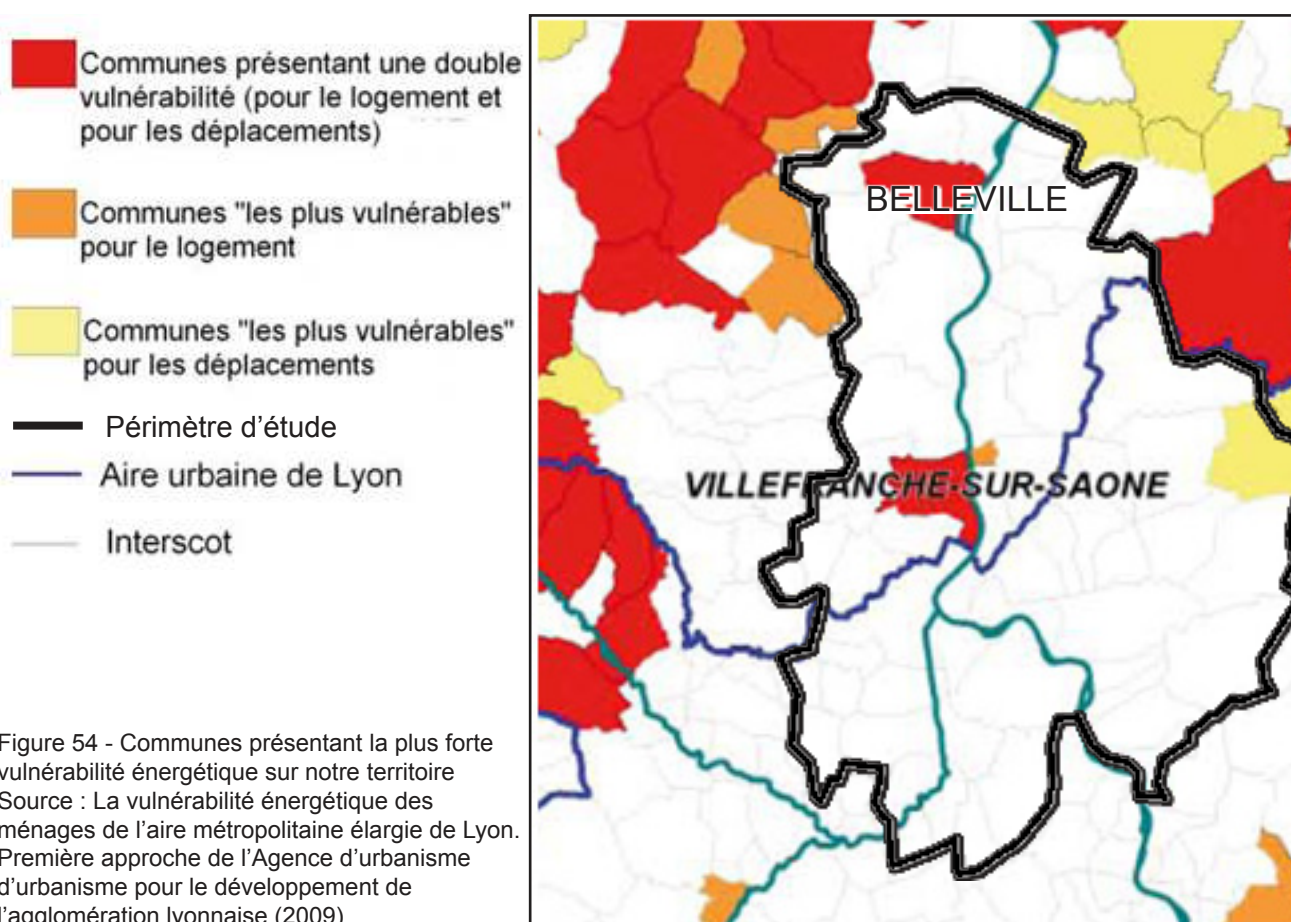 Communes présentant une double
vulnérabilité (pour le logement et
pour les déplacements)
Communes "les plus vulnérables"
pour le logement
Communes "les plus vulnérables"
pour les déplacements
Périmètre d'étude
Aire urbaine de Lyon
Interscot
Figure 54 - Communes présentant la plus forte
vulnérabilité énergétique sur notre territoire
Source : La vulnérabilité énergétique des
ménages de l'aire métropolitaine élargie de Lyon.
Première approche de l'Agence d'urbanisme
d'urbanisme pour le développement de
l'agglomération lyonnaise (2009)
BELLEVILLE
VILLEFRANCHE-SUR-SAONE